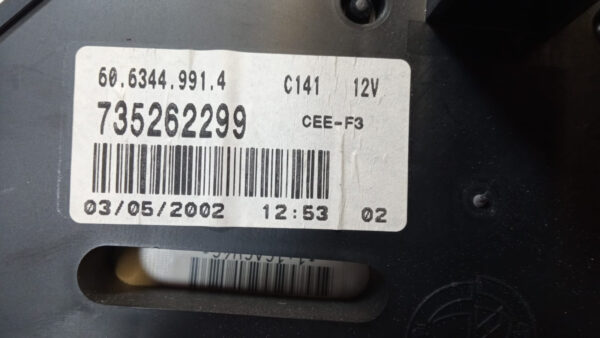 60.6344.991.4 C141 12V
735262299 CEE-F3
03/05/2002 12:53 02